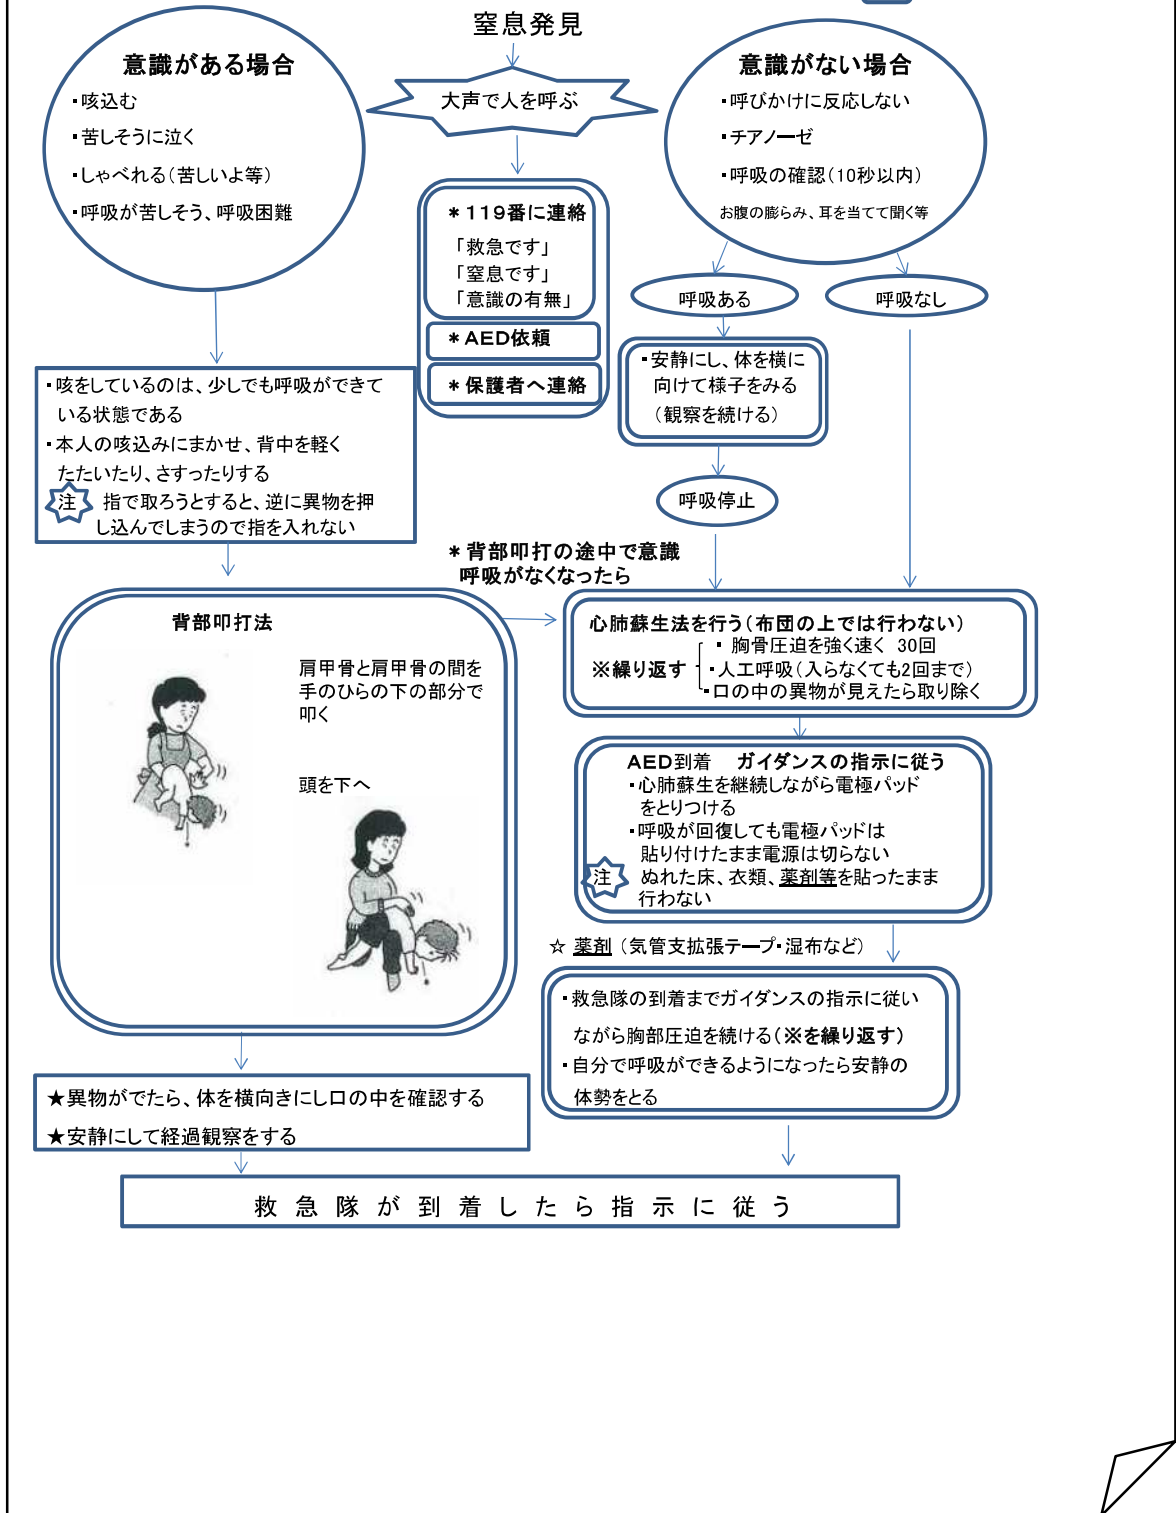 窒息発見
大声で人を呼ぶ
意識がある場合
・咳込む
・苦しそうに泣く
・しゃべれる(苦しいよ等)
・呼吸が苦しそう、呼吸困難
意識がない場合
・呼びかけに反応しない
・チアノーゼ
・呼吸の確認(10秒以内)
お腹の膨らみ、耳を当てて聞く等
*119番に連絡
「救急です」
「窒息です」
「意識の有無」
*AED依頼
*保護者へ連絡
呼吸ある
呼吸なし
・安静にし、体を横に
向けて様子をみる
(観察を続ける)
呼吸停止
・咳をしているのは、少しでも呼吸ができて
いる状態である
・本人の咳込みにまかせ、背中を軽く
たたいたり、さすったりする
注 指で取ろうとすると、逆に異物を押
し込んでしまうので指を入れない
*背部叩打の途中で意識
呼吸がなくなったら
背部叩打法
肩甲骨と肩甲骨の間を
手のひらの下の部分で
叩く
頭を下へ
心肺蘇生法を行う(布団の上では行わない)
・ 胸骨圧迫を強く速く 30回
※繰り返す ・人工呼吸(入らなくても2回まで)
・口の中の異物が見えたら取り除く
AED到着 ガイダンスの指示に従う
・心肺蘇生を継続しながら電極パッド
をとりつける
・呼吸が回復しても電極パッドは
貼り付けたまま電源は切らない
注 ぬれた床、衣類、薬剤等を貼ったまま
行わない
☆ 薬剤 (気管支拡張テープ・湿布など)
・救急隊の到着までガイダンスの指示に従い
ながら胸部圧迫を続ける(※を繰り返す)
・自分で呼吸ができるようになったら安静の
体勢をとる
★異物がでたら、体を横向きにし口の中を確認する
★安静にして経過観察をする
救急隊が到着したら指示に従う